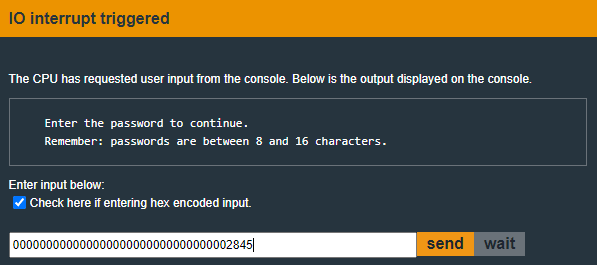 IO interrupt triggered
The CPU has requested user input from the console. Below is the output displayed on the console.
Enter the password to continue.
Remember: passwords are between 8 and 16 characters.
Enter input below:
Check here if entering hex encoded input.
000000000000000000000000000000002845
send wait